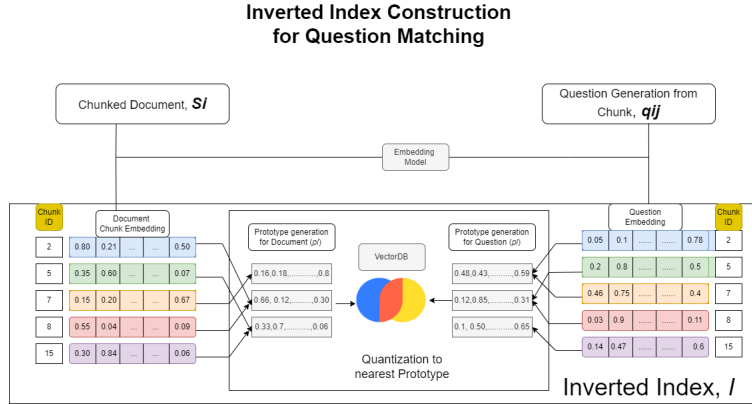 Inverted Index Construction
for Question Matching
Chunked Document, Si
Question Generation from
Chunk, qij
Embedding
Model
Chunk
ID
Document
Chunk Embedding
Prototype generation
for Document (pl)
VectorDB
Prototype generation
for Question (pl)
Question
Embedding
Chunk
ID
2 0.80 0.21 ... ... 0.50
5 0.35 0.60 ... ... 0.07
7 0.15 0.20 ... ... 0.67
8 0.55 0.04 ... ... 0.09
15 0.30 0.84 ... ... 0.06
0.16,0.18,.........,0.8
0.66, 0.12,.........,0.30
0.33,0.7,..........,0.06
0.48,0.43,.........,0.59
0.12,0.85,.........,0.31
0.1, 0.50,.........,0.65
0.05 0.1 ...... ...... 0.78 2
0.2 0.8 ...... ...... 0.5 5
0.46 0.75 ...... ...... 0.4 7
0.03 0.9 ...... ...... 0.11 8
0.14 0.47 ...... ...... 0.6 15
Quantization to
nearest Prototype
Inverted Index, I